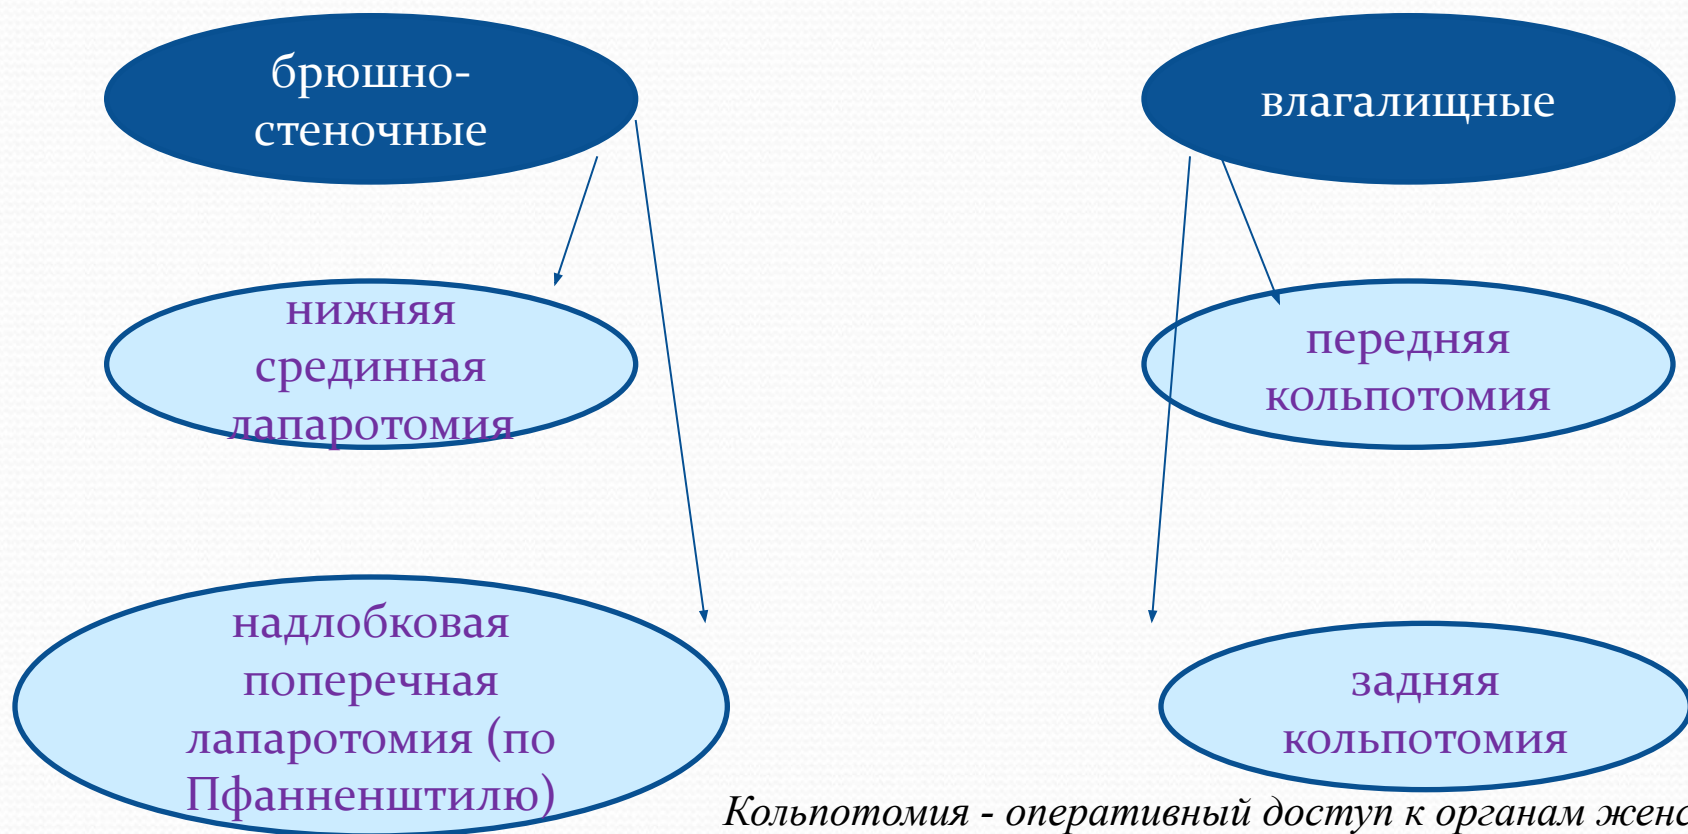 брюшно-
стеночные
влагалищные
нижняя
срединная
лапаротомия
передняя
кольпотомия
надлобковая
поперечная
лапаротомия (по
Пфанненштилю)
задняя
кольпотомия
Кольпотомия - оперативный доступ к органам